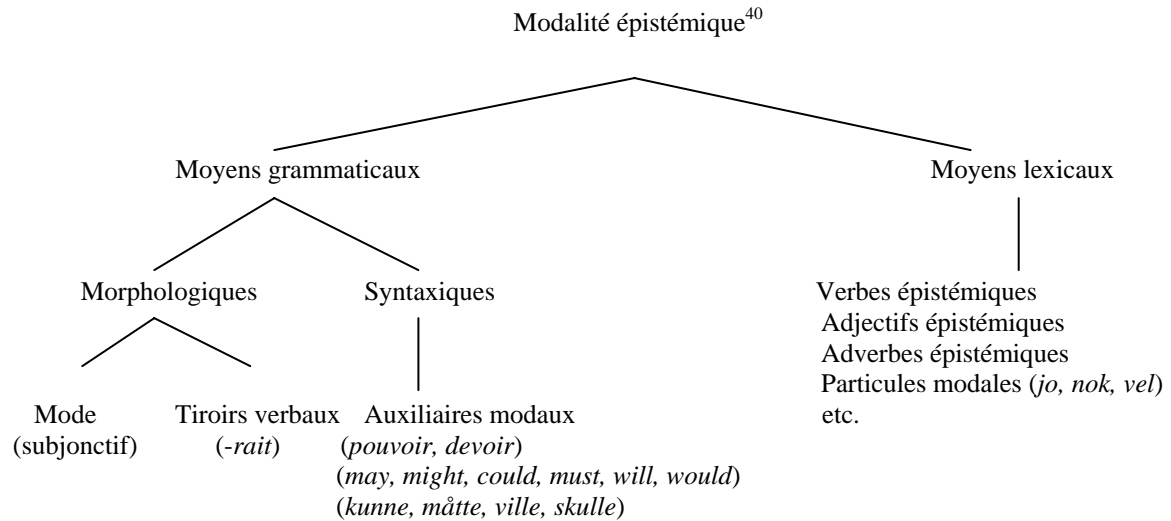 Modalité épistémique40
Moyens grammaticaux
Moyens lexicaux
Morphologiques
Syntaxiques
Verbes épistémiques
Adjectifs épistémiques
Adverbes épistémiques
Particules modales (jo, nok, vel)
etc.
Mode
(subjonctif)
Tiroirs verbaux
(-rait)
Auxiliaires modaux
(pouvoir, devoir)
(may, might, could, must, will, would)
(kunne, måtte, ville, skulle)